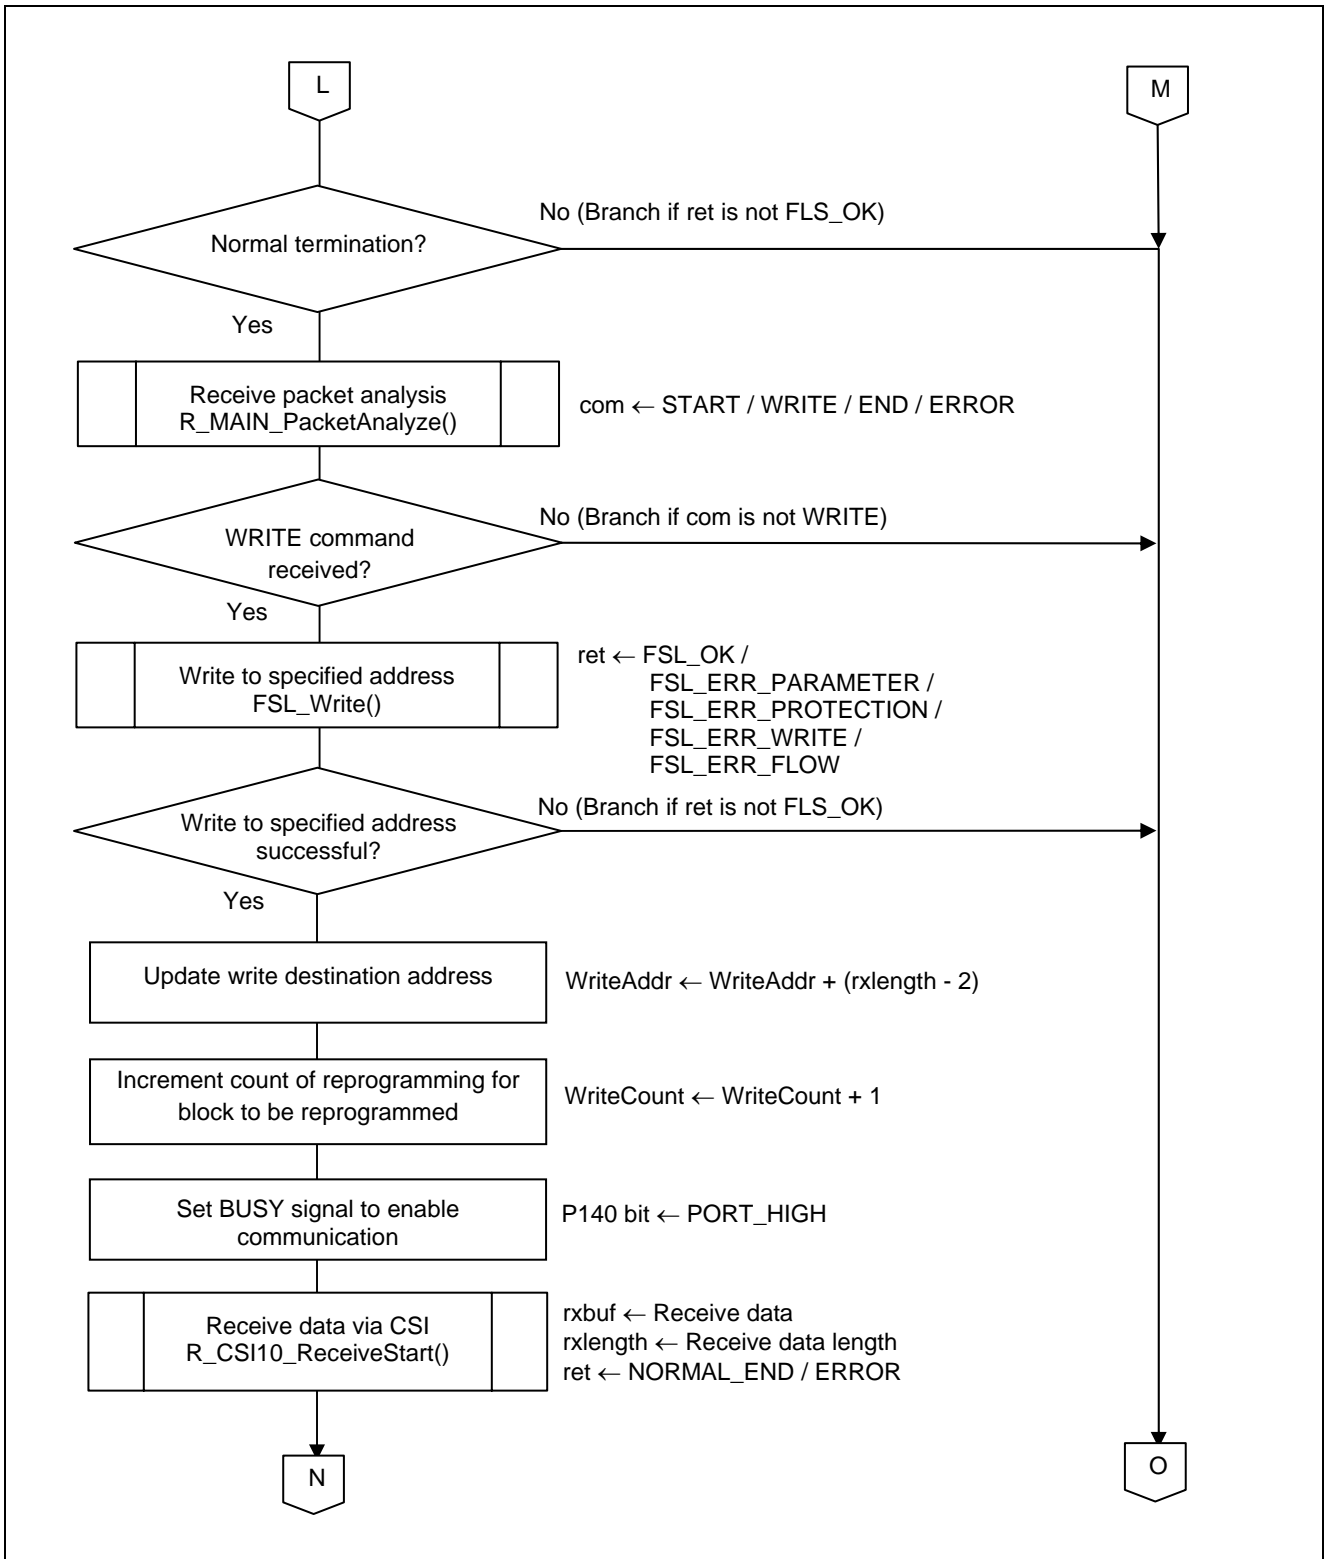 L
M
No (Branch if ret is not FLS_OK)
Normal termination?
Yes
Receive packet analysis
R_MAIN_PacketAnalyze()
com ← START / WRITE / END / ERROR
No (Branch if com is not WRITE)
WRITE command
received?
Yes
Write to specified address
FSL_Write()
ret ← FSL_OK /
FSL_ERR_PARAMETER /
FSL_ERR_PROTECTION /
FSL_ERR_WRITE /
FSL_ERR_FLOW
No (Branch if ret is not FLS_OK)
Write to specified address
successful?
Yes
Update write destination address
WriteAddr ← WriteAddr + (rxlength - 2)
Increment count of reprogramming for
block to be reprogrammed
WriteCount ← WriteCount + 1
Set BUSY signal to enable
communication
P140 bit ← PORT_HIGH
Receive data via CSI
R_CSI10_ReceiveStart()
rxbuf ← Receive data
rxlength ← Receive data length
ret ← NORMAL_END / ERROR
N
O